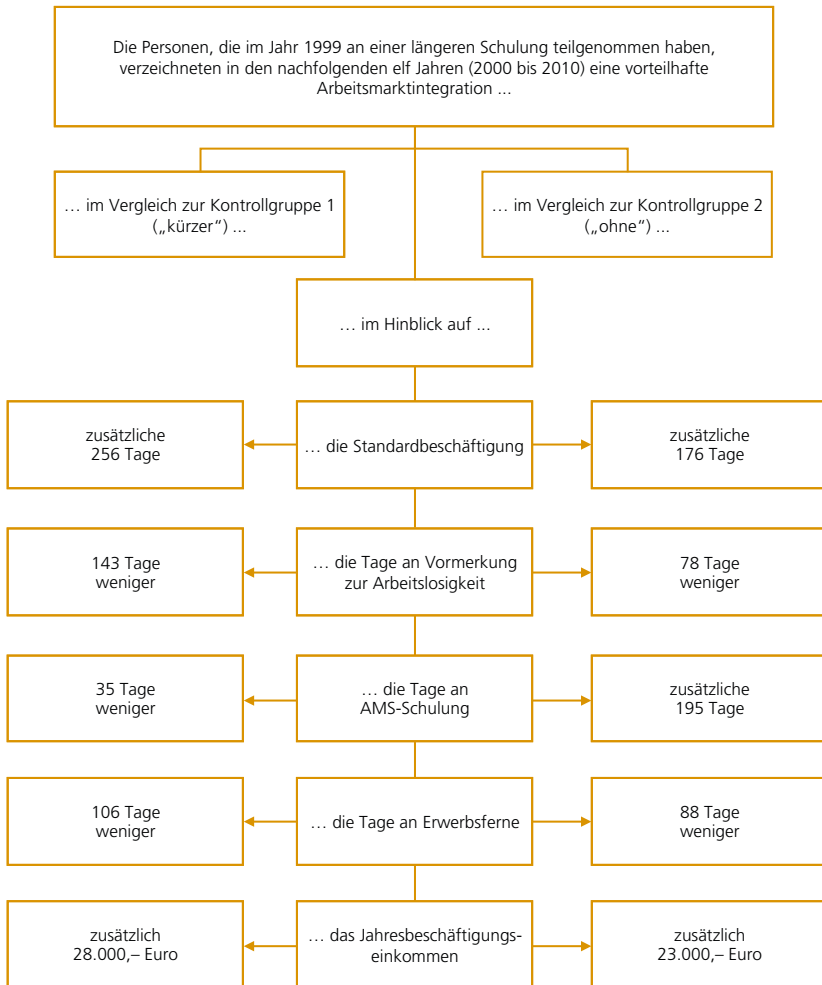 Die Personen, die im Jahr 1999 an einer längeren Schulung teilgenommen haben,
verzeichneten in den nachfolgenden elf Jahren (2000 bis 2010) eine vorteilhafte
Arbeitsmarktintegration ...
… im Vergleich zur Kontrollgruppe 1
(„kürzer“) ...
… im Vergleich zur Kontrollgruppe 2
(„ohne“) ...
… im Hinblick auf ...
zusätzliche
256 Tage
… die Standardbeschäftigung
zusätzliche
176 Tage
143 Tage
weniger
… die Tage an Vormerkung
zur Arbeitslosigkeit
78 Tage
weniger
35 Tage
weniger
… die Tage an
AMS-Schulung
zusätzliche
195 Tage
106 Tage
weniger
… die Tage an Erwerbsferne
88 Tage
weniger
zusätzlich
28.000,– Euro
… das Jahresbeschäftigungs-
einkommen
zusätzlich
23.000,– Euro